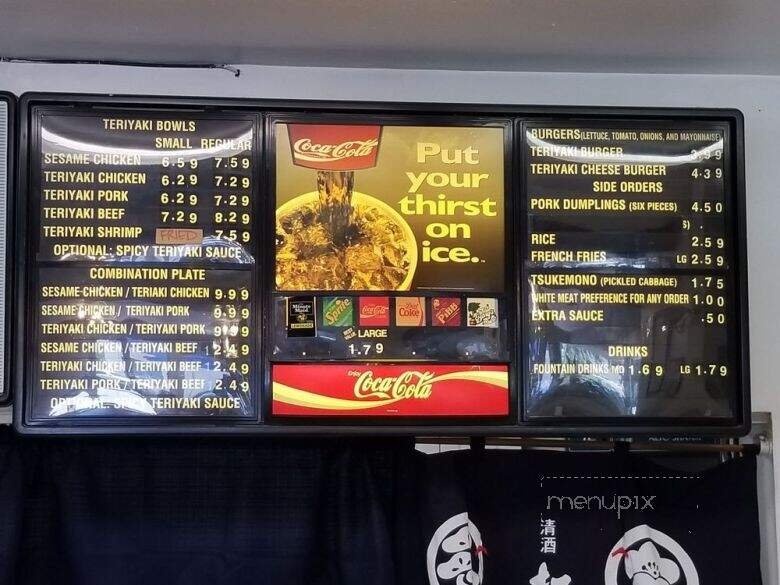 TERIYAKI BOWLS
SMALL REGULAR
SESAME CHICKEN 6.59 7.59
TERIYAKI CHICKEN 6.29 7.29
TERIYAKI PORK 6.29 7.29
TERIYAKI BEEF 7.29 8.29
TERIYAKI SHRIMP FRIED 7.59
OPTIONAL: SPICY TERIYAKI SAUCE
COMBINATION PLATE
SESAME CHICKEN / TERIAKI CHICKEN 9.99
SESAME CHICKEN / TERIYAKI PORK 9.99
TERIYAKI CHICKEN / TERIYAKI PORK 9.99
SESAME CHICKEN / TERIYAKI BEEF 12.49
TERIYAKI CHICKEN / TERIYAKI BEEF 12.49
TERIYAKI PORK / TERIYAKI BEEF 12.49
OPTIONAL: SPICY TERIYAKI SAUCE
Coca-Cola
Put
your
thirst
on
ice.
Minute Maid
Sprite
Coca-Cola
Diet Coke
LARGE
1.79
Enjoy
Coca-Cola
BURGERS (LETTUCE, TOMATO, ONIONS, AND MAYONNAISE)
TERIYAKI BURGER 3.99
TERIYAKI CHEESE BURGER 4.39
SIDE ORDERS
PORK DUMPLINGS (SIX PIECES) 4.50
S) .
RICE 2.59
FRENCH FRIES LG 2.59
TSUKEMONO (PICKLED CABBAGE) 1.75
WHITE MEAT PREFERENCE FOR ANY ORDER 1.00
EXTRA SAUCE .50
DRINKS
FOUNTAIN DRINKS MD 1.69 LG 1.79
menupix
清酒